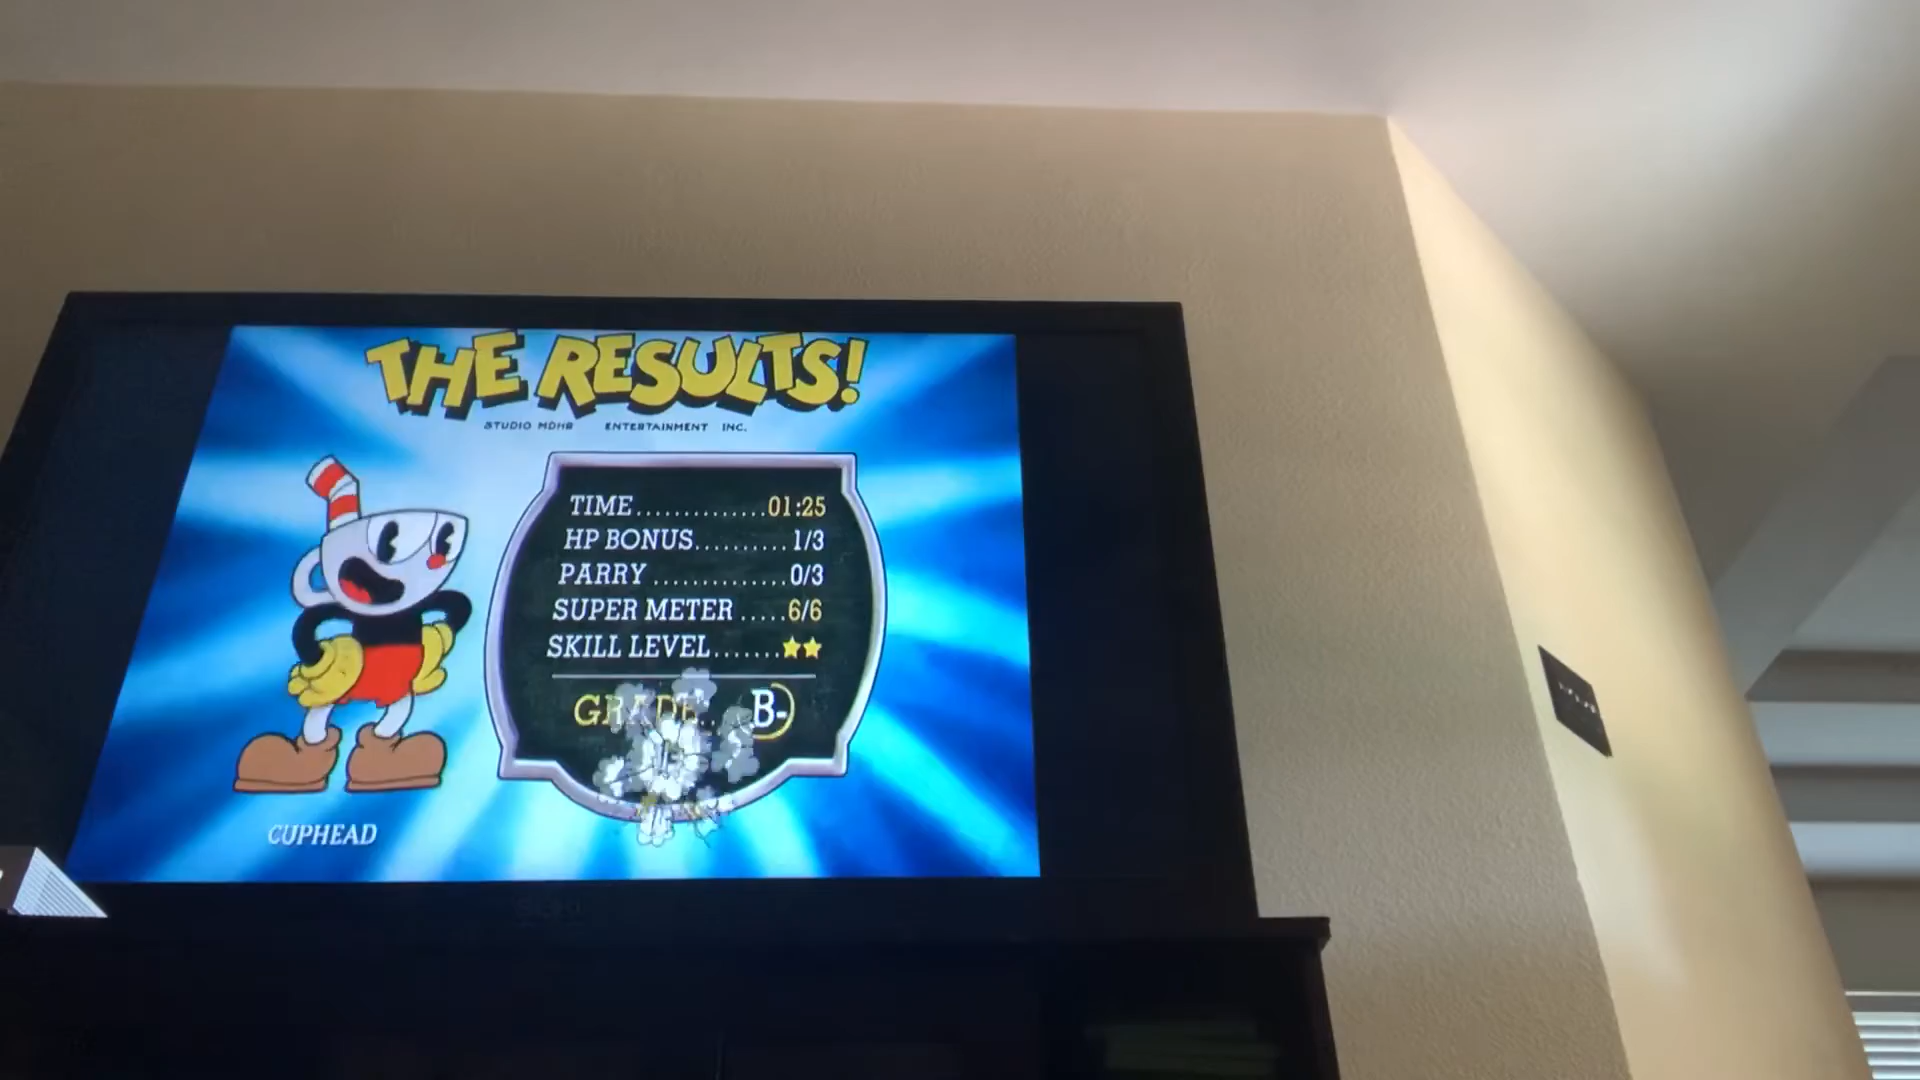 THE RESULTS!
STUDIO MDHR ENTERTAINMENT INC.
TIME..............01:25
HP BONUS..........1/3
PARRY..............0/3
SUPER METER.....6/6
SKILL LEVEL.......★★
GRADE.. B-
CUPHEAD